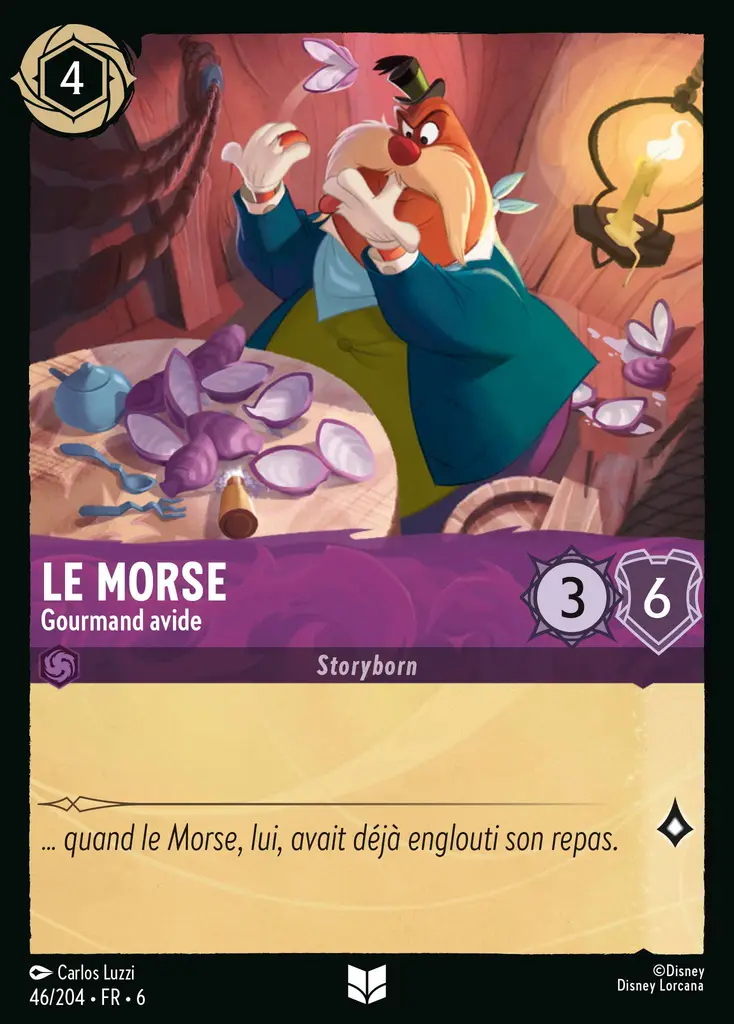 4
LE MORSE
Gourmand avide
3
6
Storyborn
... quand le Morse, lui, avait déjà englouti son repas.
Carlos Luzzi
46/204 • FR • 6
©Disney
Disney Lorcana